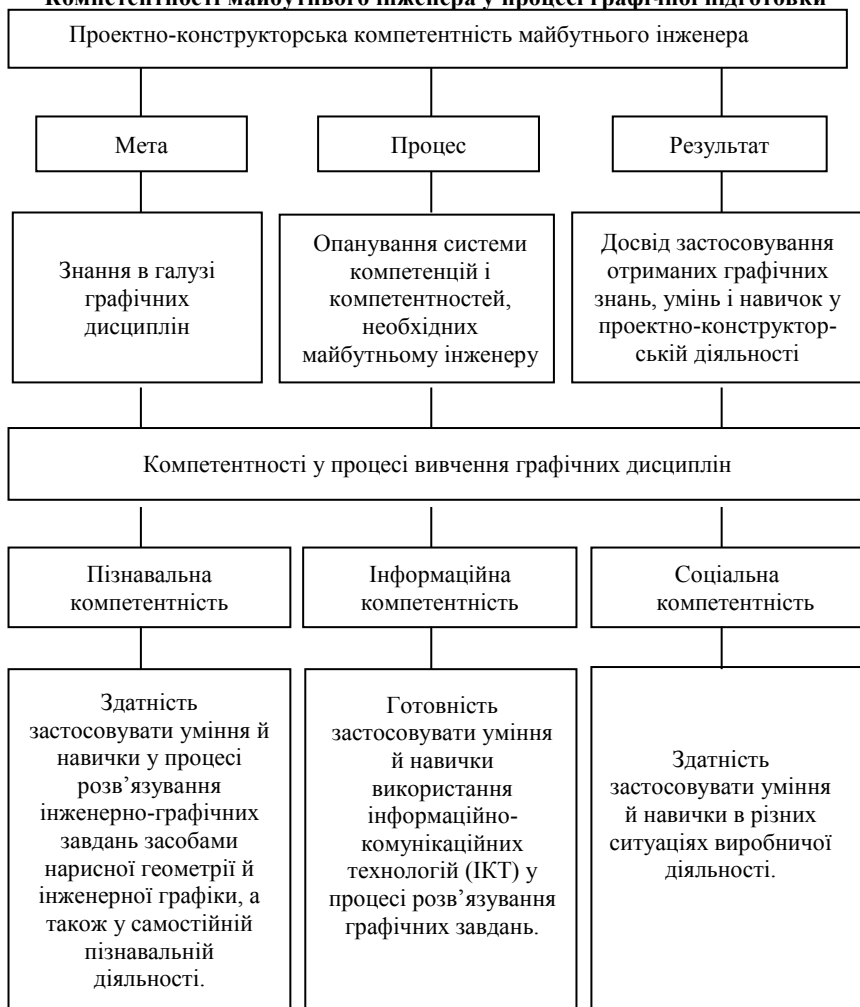 Компетентності майбутнього інженера у процесі графічної підготовки
Проектно-конструкторська компетентність майбутнього інженера
Мета
Процес
Результат
Знання в галузі
графічних
дисциплін
Опанування системи
компетенцій і
компетентностей,
необхідних
майбутньому інженеру
Досвід застосовування
отриманих графічних
знань, умінь і навичок у
проектно-конструктор-
ській діяльності
Компетентності у процесі вивчення графічних дисциплін
Пізнавальна
компетентність
Інформаційна
компетентність
Соціальна
компетентність
Здатність
застосовувати уміння й
навички у процесі
розв’язування
інженерно-графічних
завдань засобами
нарисної геометрії й
інженерної графіки, а
також у самостійній
пізнавальній
діяльності.
Готовність
застосовувати уміння
й навички
використання
інформаційно-
комунікаційних
технологій (ІКТ) у
процесі розв’язування
графічних завдань.
Здатність
застосовувати уміння
й навички в різних
ситуаціях виробничої
діяльності.